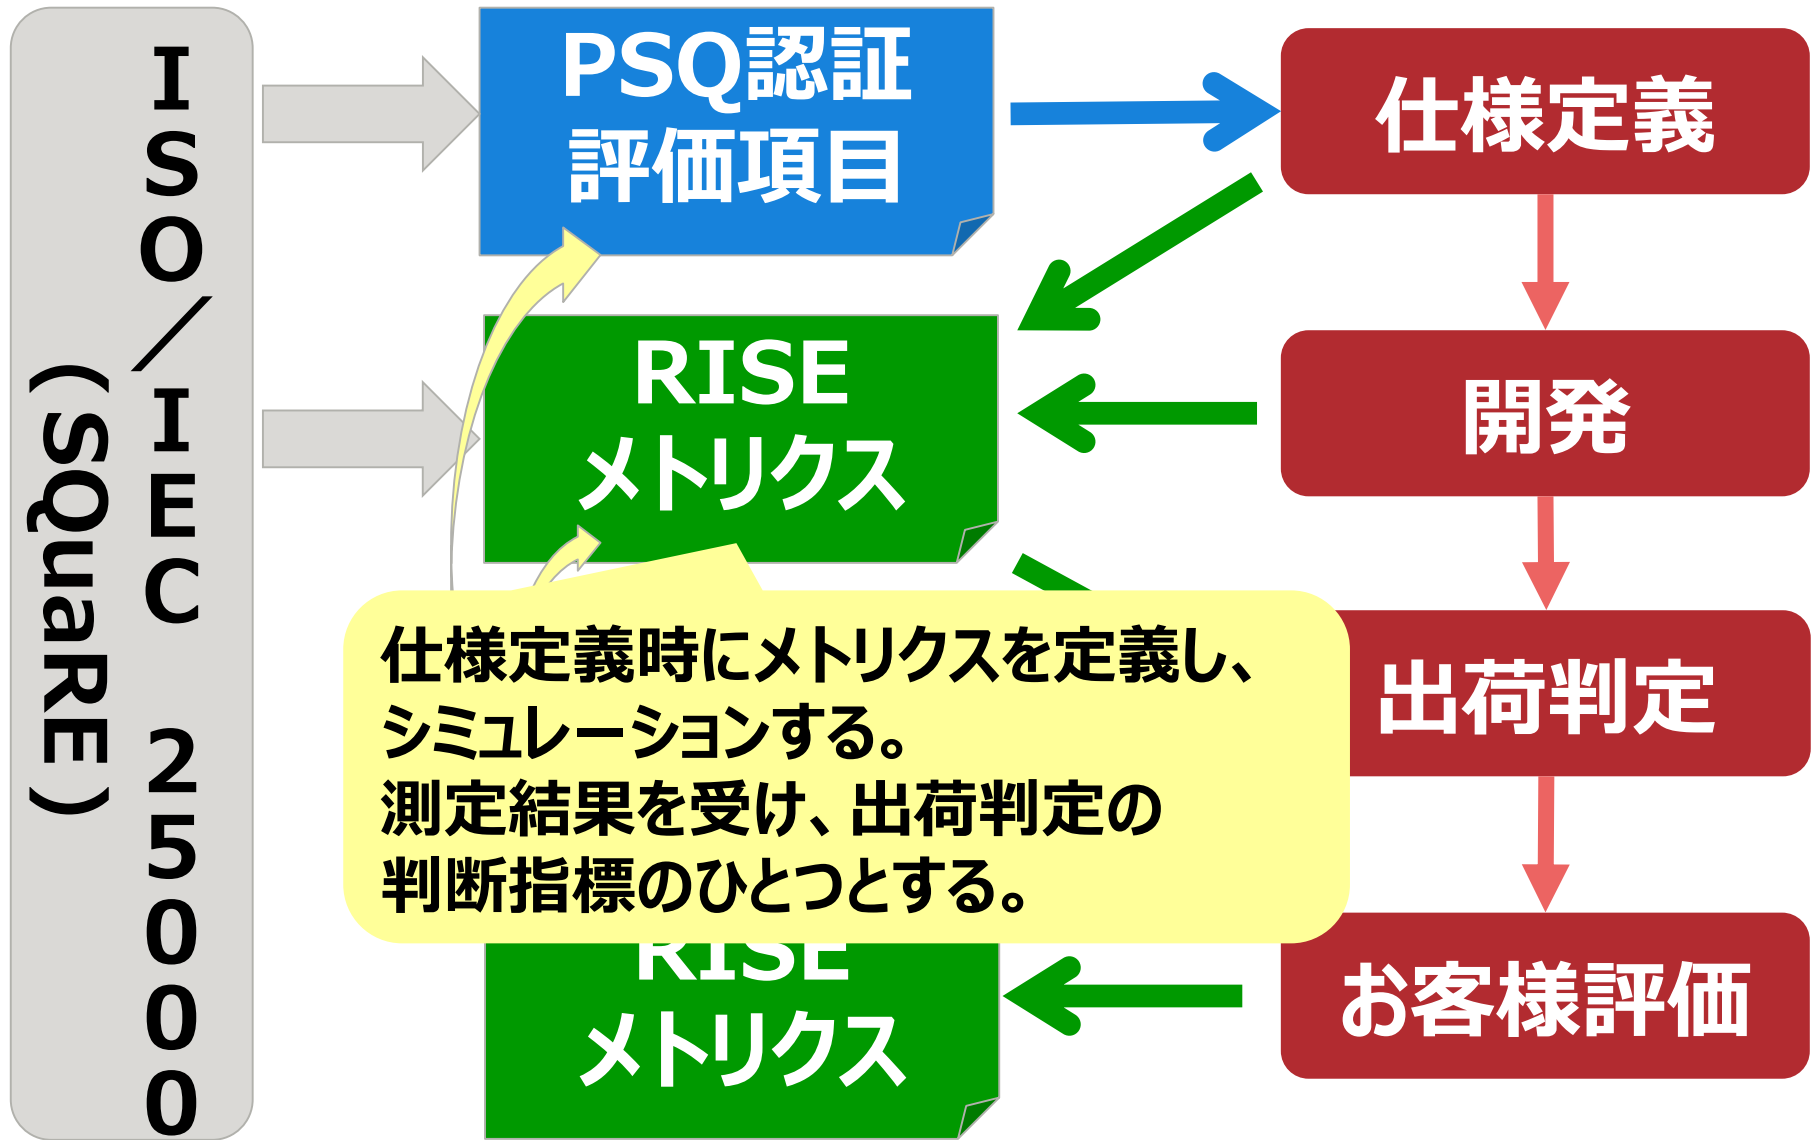 ISO／IEC 25000
(SQuaRE)
PSQ認証
評価項目
仕様定義
RISE
メトリクス
開発
仕様定義時にメトリクスを定義し、
シミュレーションする。
測定結果を受け、出荷判定の
判断指標のひとつとする。
出荷判定
RISE
メトリクス
お客様評価